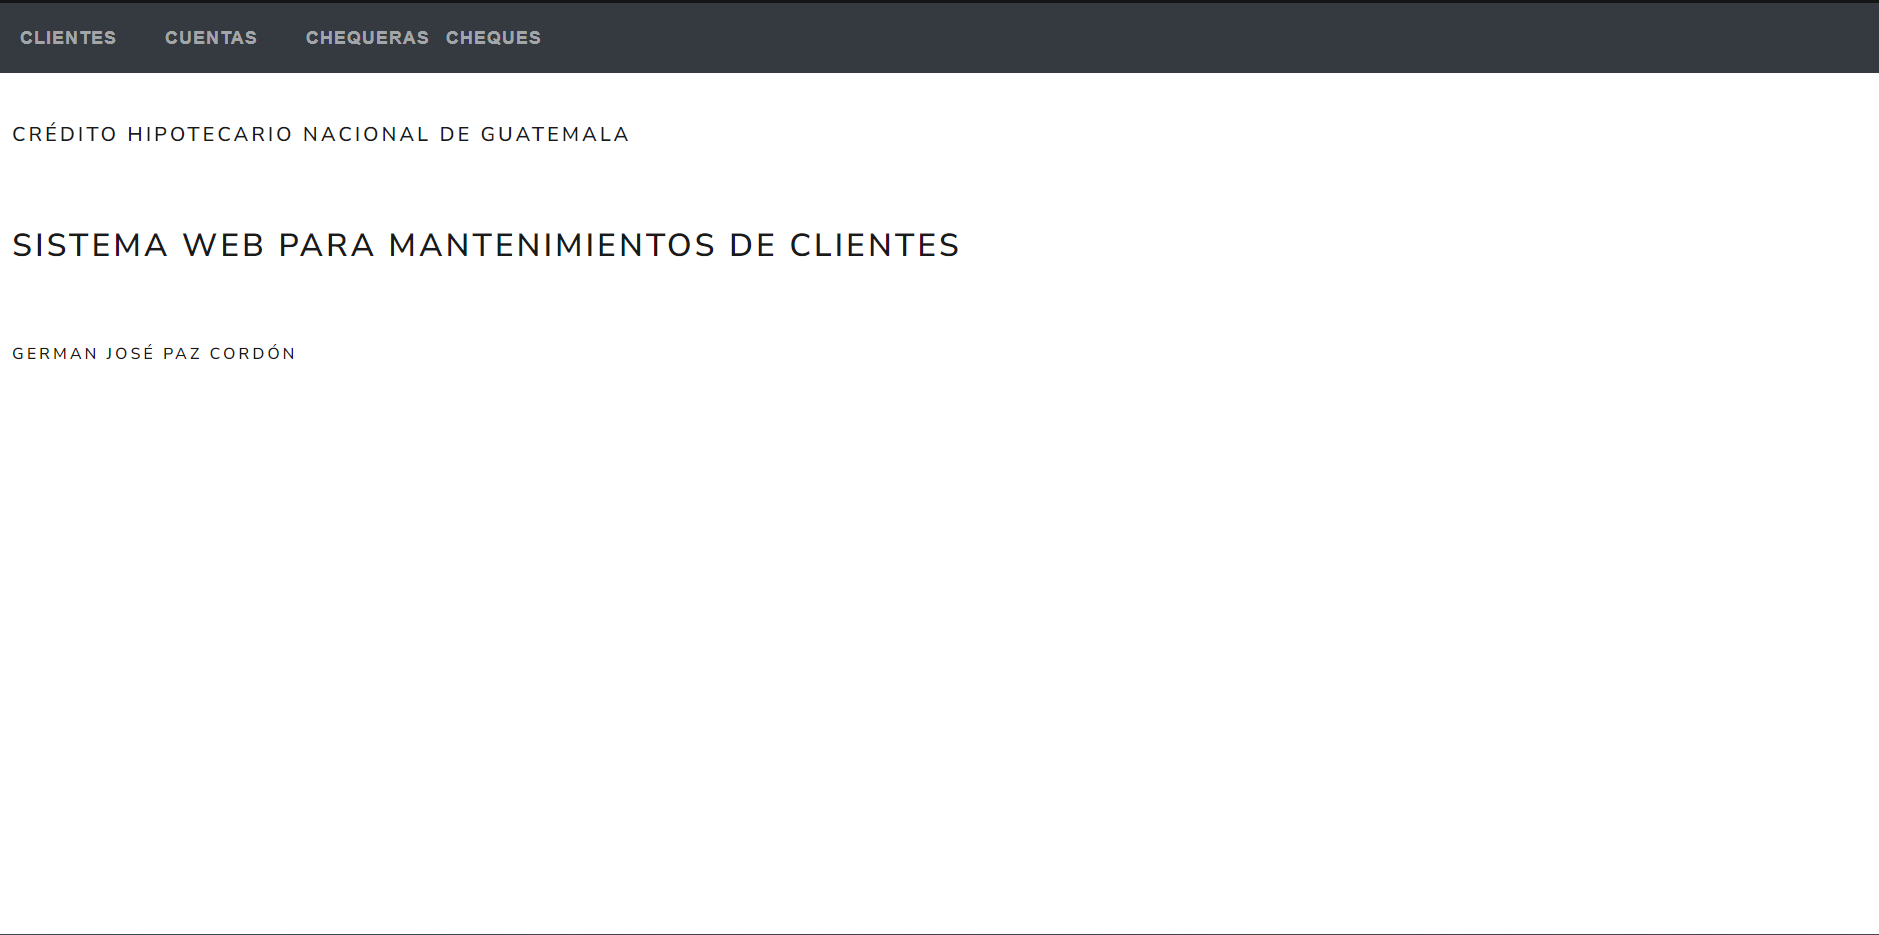 CLIENTES CUENTAS CHEQUERAS CHEQUES
CRÉDITO HIPOTECARIO NACIONAL DE GUATEMALA
SISTEMA WEB PARA MANTENIMIENTOS DE CLIENTES
GERMAN JOSÉ PAZ CORDÓN